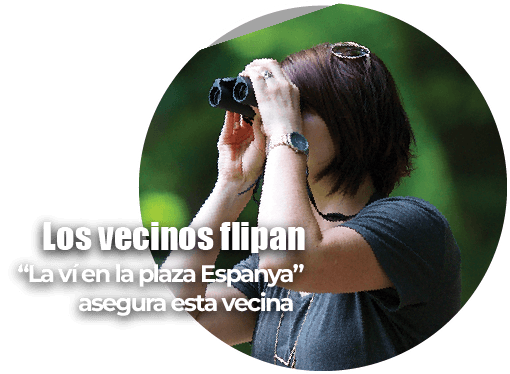 Los vecinos flipan
“La ví en la plaza Espanya”
asegura esta vecina